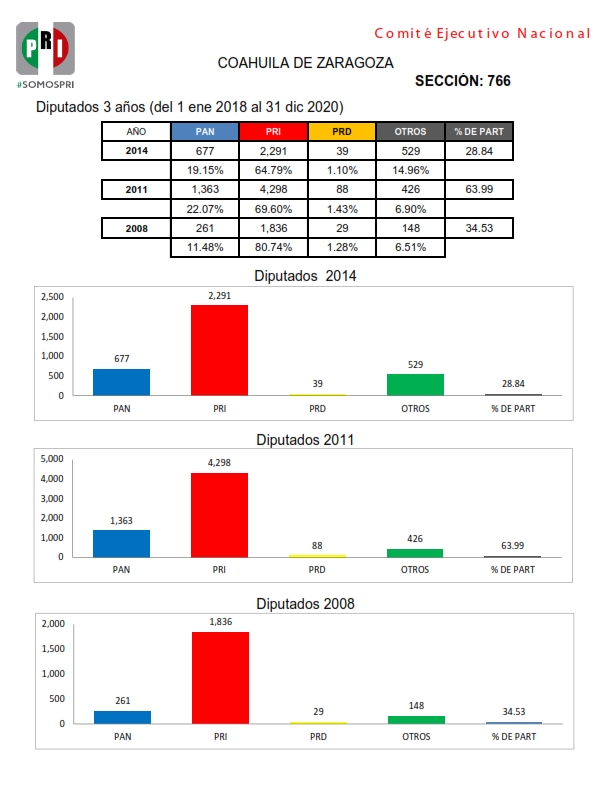 Comité Ejecutivo Nacional
PRI
#SOMOSPRI
COAHUILA DE ZARAGOZA
SECCIÓN: 766
Diputados 3 años (del 1 ene 2018 al 31 dic 2020)
AÑO PAN PRI PRD OTROS % DE PART
2014 677 2,291 39 529 28.84
19.15% 64.79% 1.10% 14.96%
2011 1,363 4,298 88 426 63.99
22.07% 69.60% 1.43% 6.90%
2008 261 1,836 29 148 34.53
11.48% 80.74% 1.28% 6.51%
Diputados 2014
2,500
2,000
1,500
1,000
500
0
677 2,291 39 529 28.84
PAN PRI PRD OTROS % DE PART
Diputados 2011
5,000
4,000
3,000
2,000
1,000
0
1,363 4,298 88 426 63.99
PAN PRI PRD OTROS % DE PART
Diputados 2008
2,000
1,500
1,000
500
0
261 1,836 29 148 34.53
PAN PRI PRD OTROS % DE PART